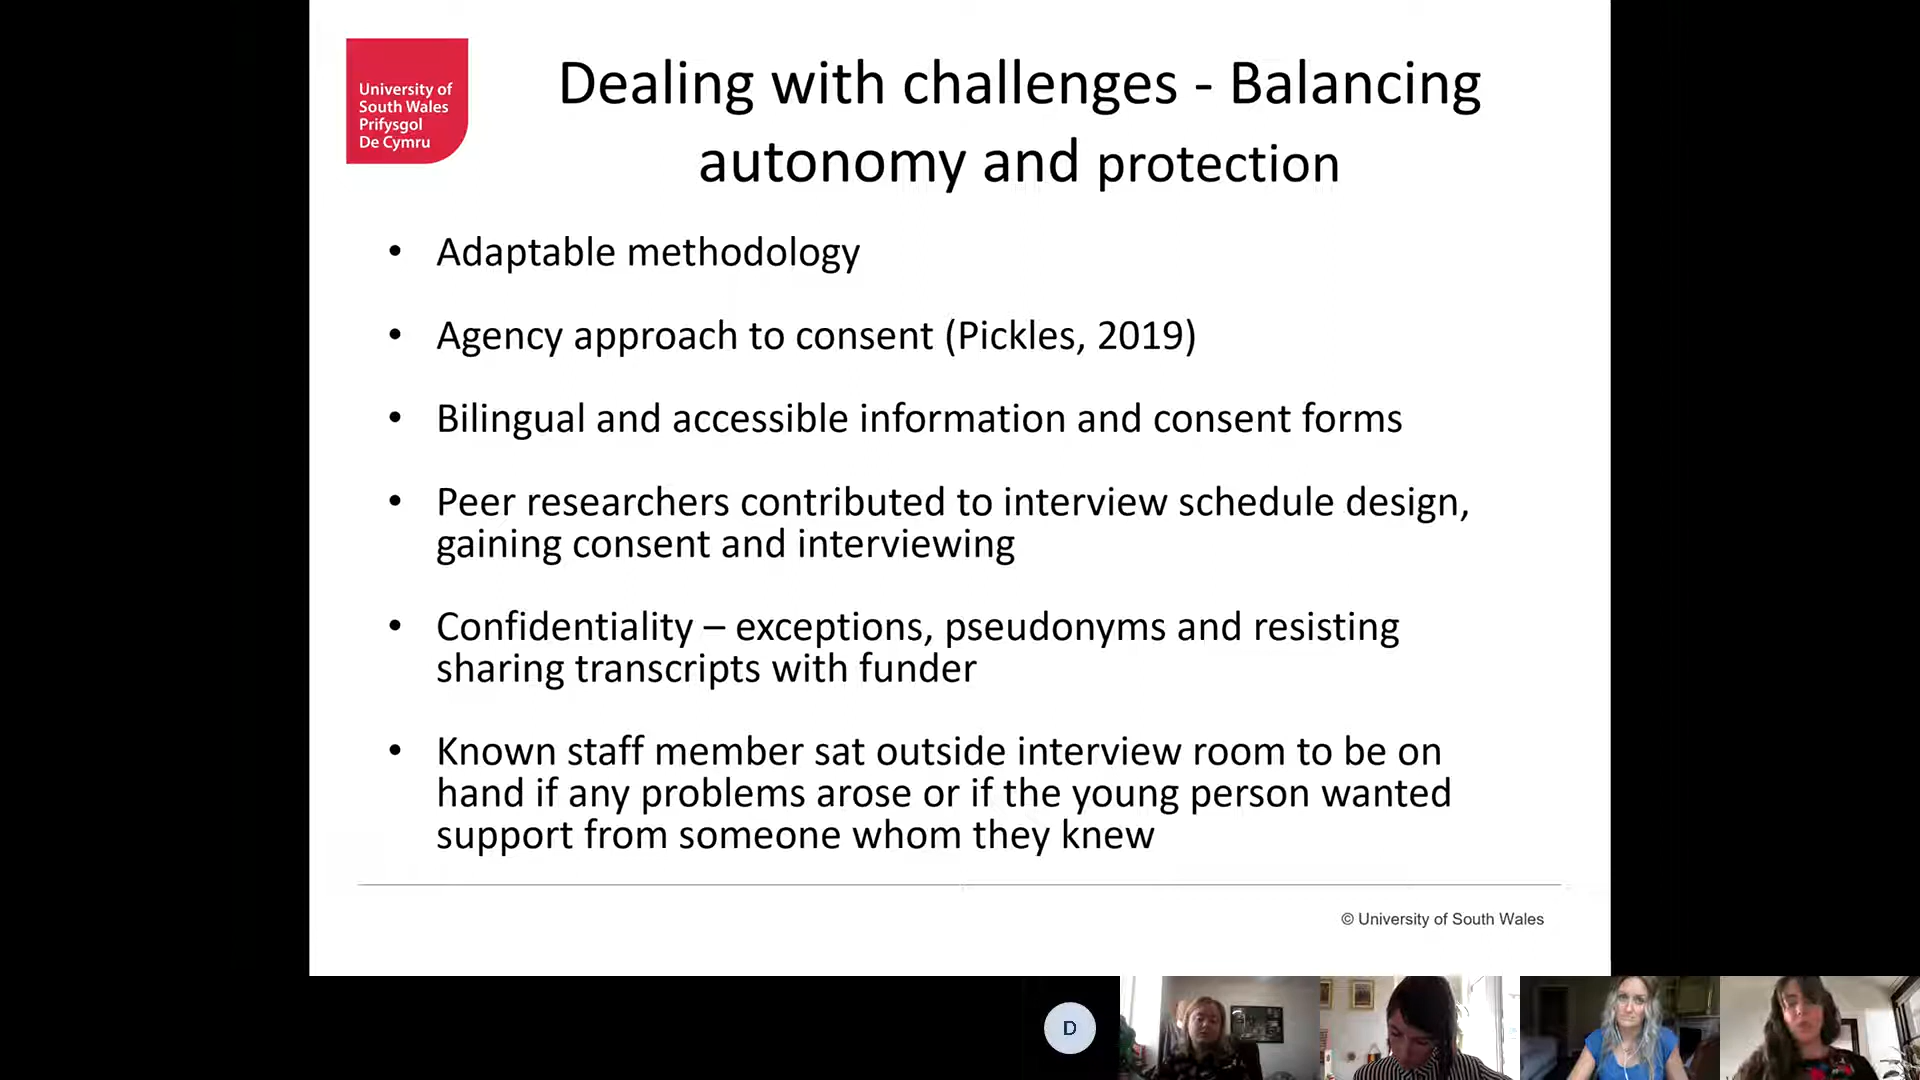 University of
South Wales
Prifysgol
De Cymru
Dealing with challenges - Balancing
autonomy and protection
• Adaptable methodology
• Agency approach to consent (Pickles, 2019)
• Bilingual and accessible information and consent forms
• Peer researchers contributed to interview schedule design,
gaining consent and interviewing
• Confidentiality – exceptions, pseudonyms and resisting
sharing transcripts with funder
• Known staff member sat outside interview room to be on
hand if any problems arose or if the young person wanted
support from someone whom they knew
© University of South Wales
D